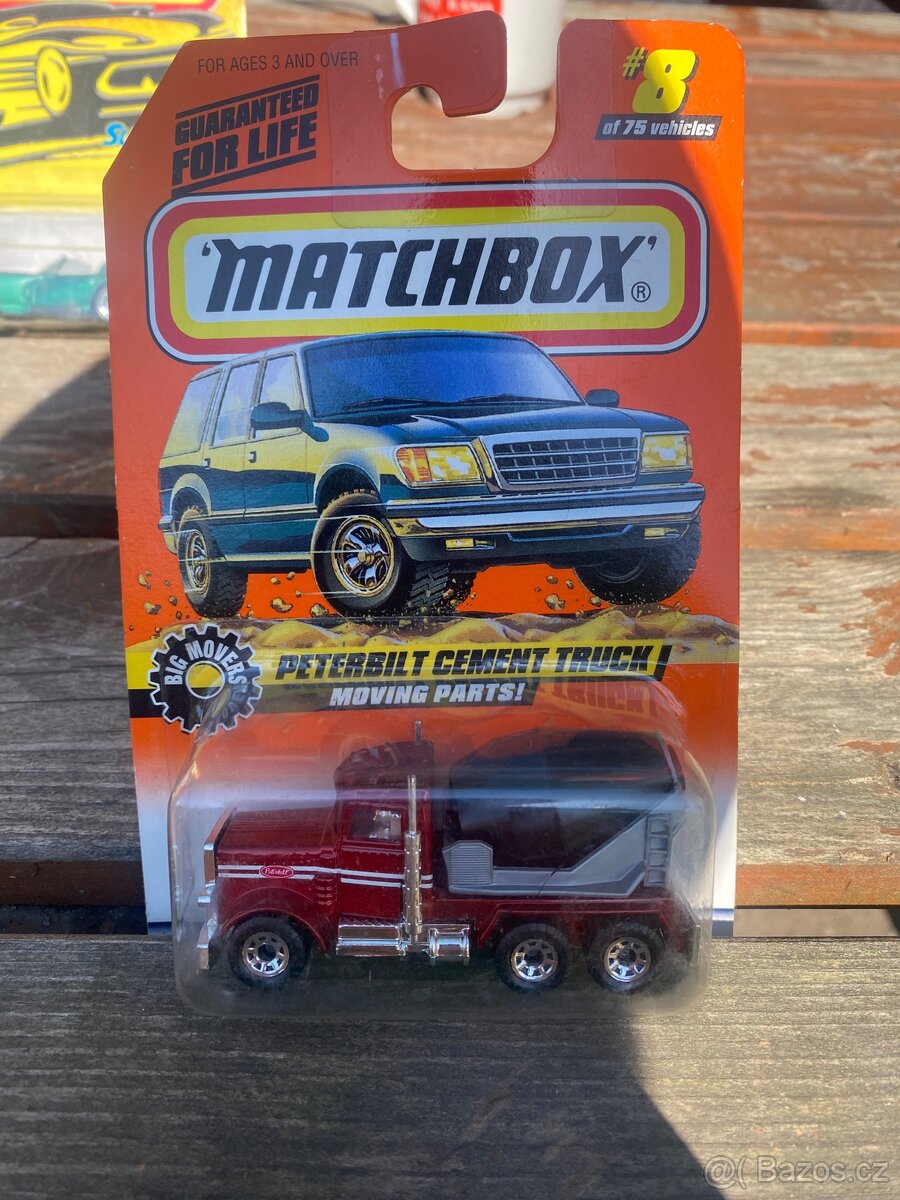 FOR AGES 3 AND OVER
GUARANTEED
FOR LIFE
#8
of 75 vehicles
'MATCHBOX'®
BIG MOVERS™
PETERBILT CEMENT TRUCK
MOVING PARTS!
Peterbilt
@( Bazos.cz